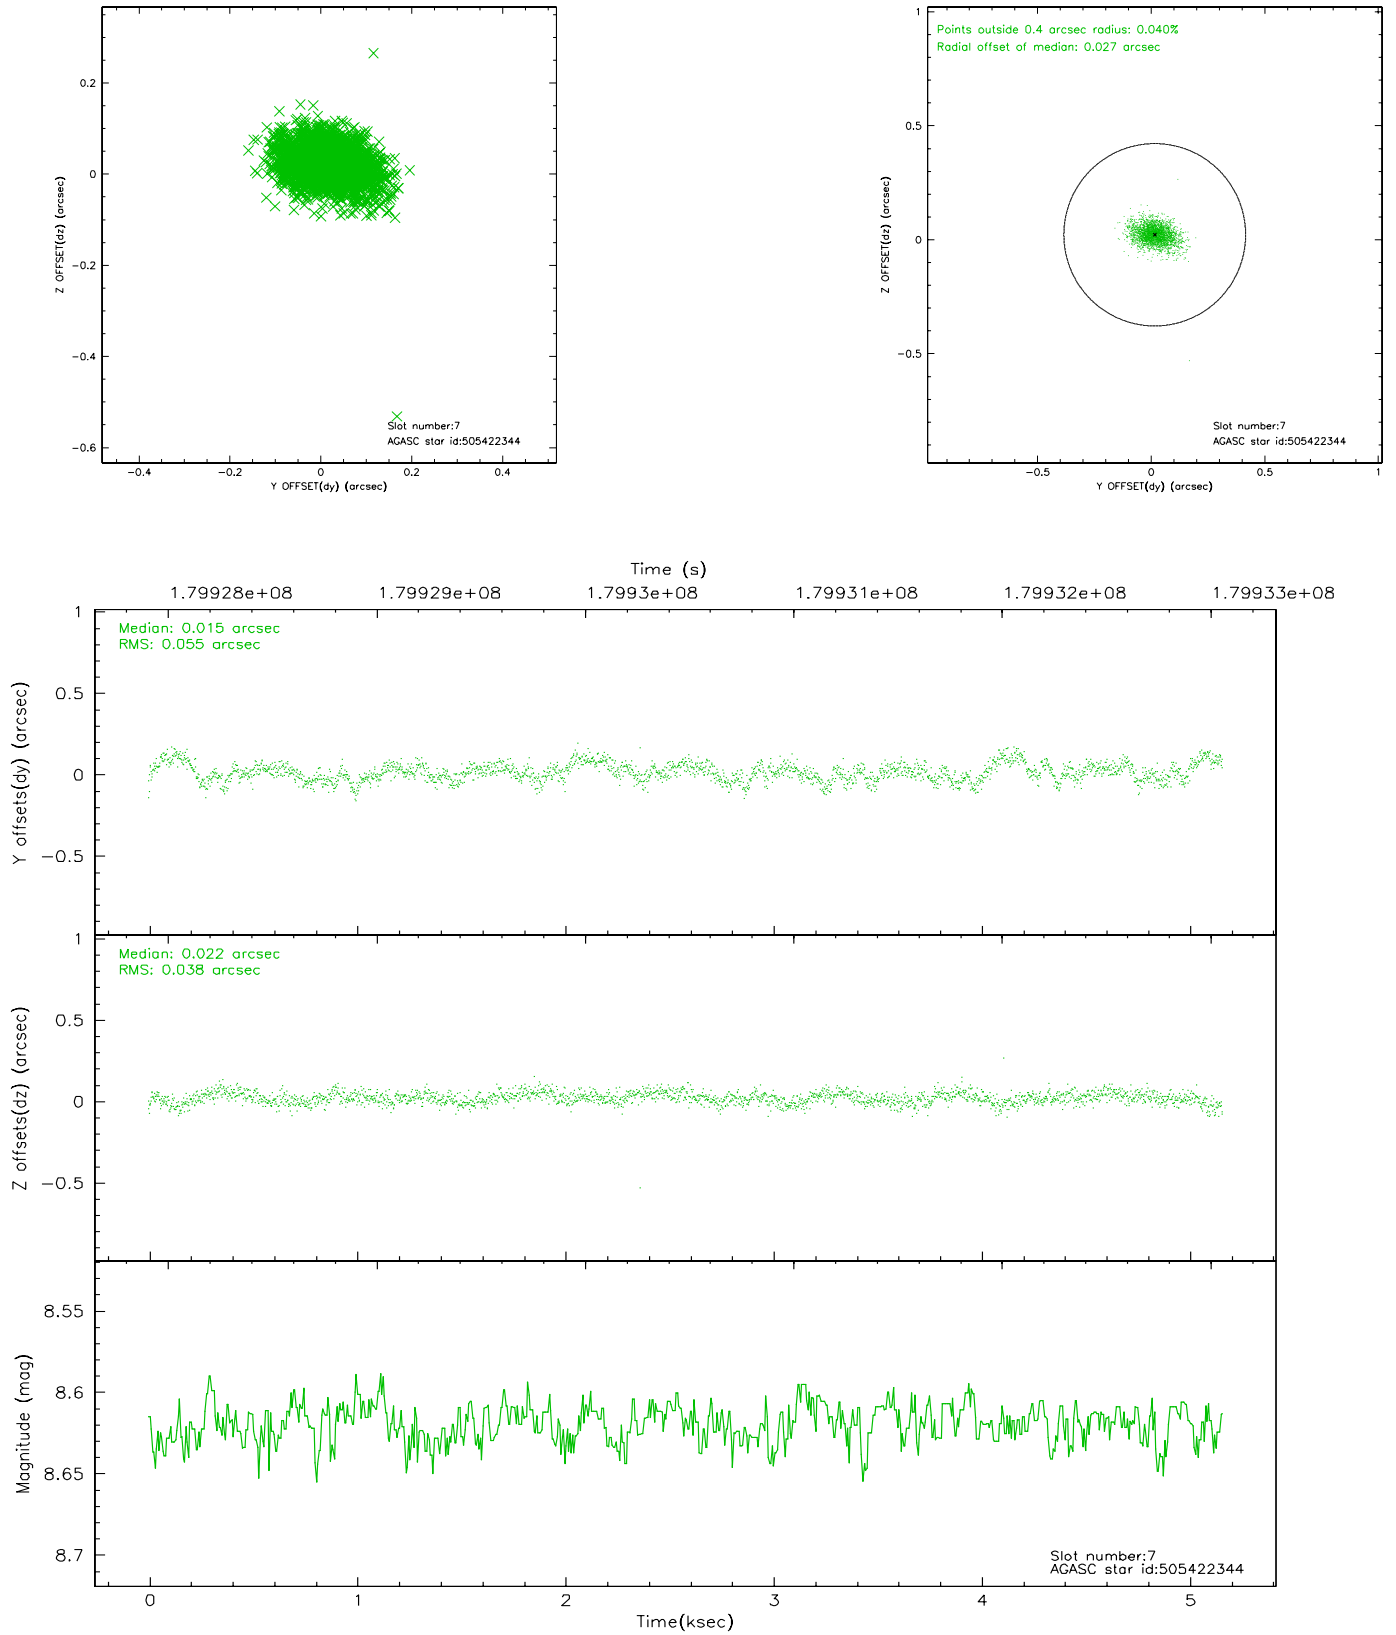 Z OFFSET(dz) (arcsec)
0.2
0
−0.2
−0.4
−0.6
−0.4
−0.2
0
0.2
0.4
Y OFFSET(dy) (arcsec)
Slot number:7
AGASC star id:505422344
Points outside 0.4 arcsec radius: 0.040%
Radial offset of median: 0.027 arcsec
Z OFFSET(dz) (arcsec)
1
0.5
0
−0.5
−0.5
0
0.5
1
Y OFFSET(dy) (arcsec)
Slot number:7
AGASC star id:505422344
Time (s)
1.79928e+08
1.79929e+08
1.7993e+08
1.79931e+08
1.79932e+08
1.79933e+08
Median: 0.015 arcsec
RMS: 0.055 arcsec
Y offsets(dy) (arcsec)
1
0.5
0
−0.5
Median: 0.022 arcsec
RMS: 0.038 arcsec
Z offsets(dz) (arcsec)
1
0.5
0
−0.5
Magnitude (mag)
8.55
8.6
8.65
8.7
Slot number:7
AGASC star id:505422344
0
1
2
3
4
5
Time(ksec)